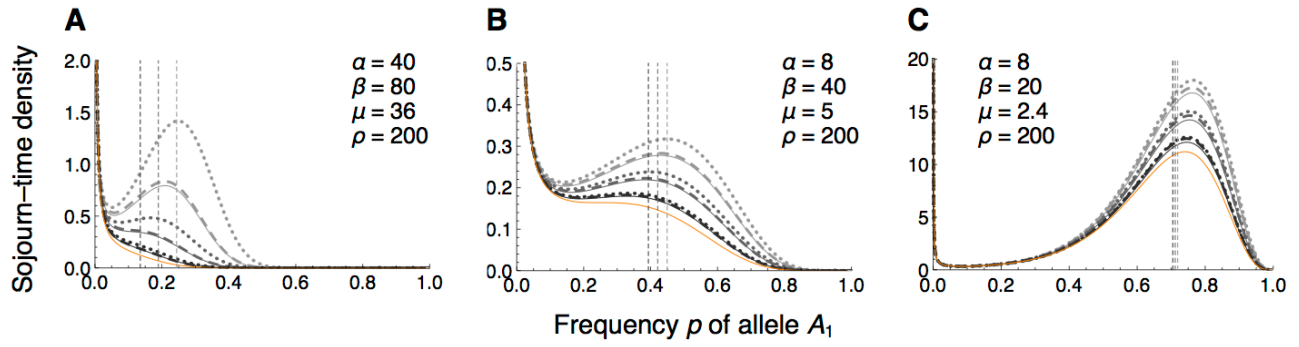 A
B
C
Sojourn-time density
2.0
1.5
1.0
0.5
0.0
0.0 0.2 0.4 0.6 0.8 1.0
α = 40
β = 80
μ = 36
ρ = 200
0.5
0.4
0.3
0.2
0.1
0.0
0.0 0.2 0.4 0.6 0.8 1.0
α = 8
β = 40
μ = 5
ρ = 200
20
15
10
5
0
0.0 0.2 0.4 0.6 0.8 1.0
α = 8
β = 20
μ = 2.4
ρ = 200
Frequency p of allele A₁